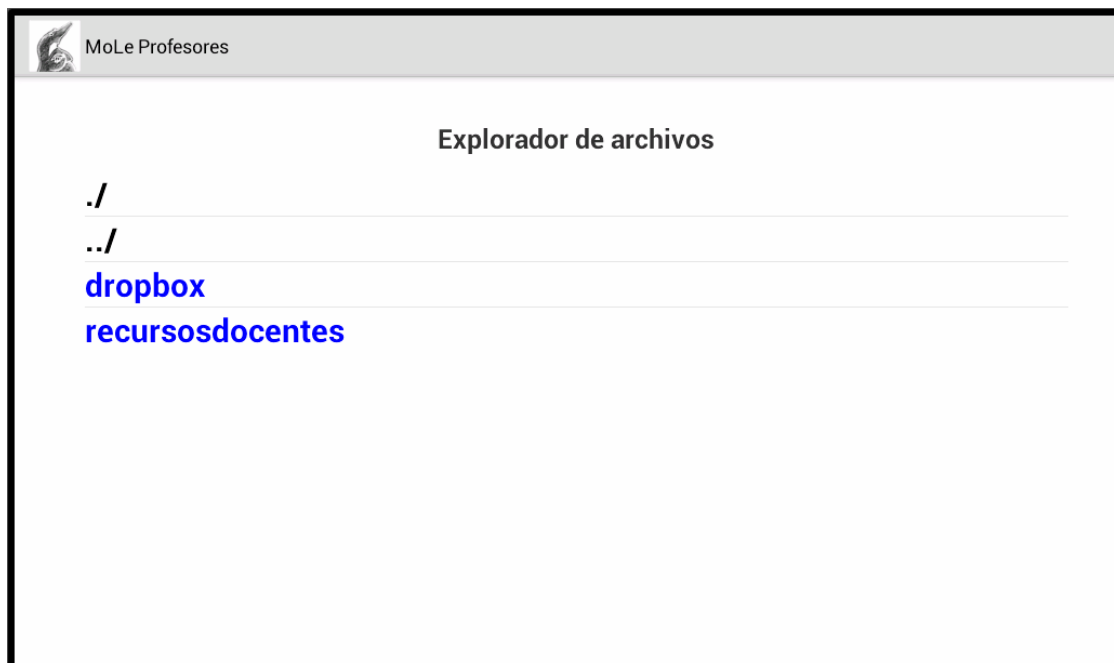 MoLe Profesores
Explorador de archivos
./
../
dropbox
recursosdocentes